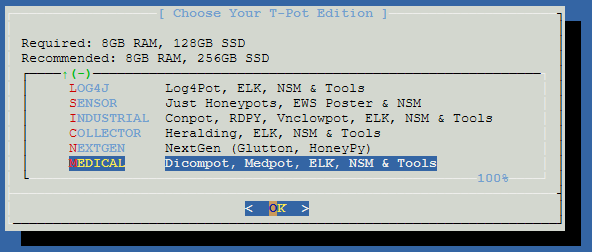 [ Choose Your T-Pot Edition ]
Required: 8GB RAM, 128GB SSD
Recommended: 8GB RAM, 256GB SSD
↑(-)
LOG4J Log4Pot, ELK, NSM & Tools
SENSOR Just Honeypots, EWS Poster & NSM
INDUSTRIAL Conpot, RDPY, Vnclowpot, ELK, NSM & Tools
COLLECTOR Heralding, ELK, NSM & Tools
NEXTGEN NextGen (Glutton, HoneyPy)
MEDICAL Dicompot, Medpot, ELK, NSM & Tools
100%
< OK >